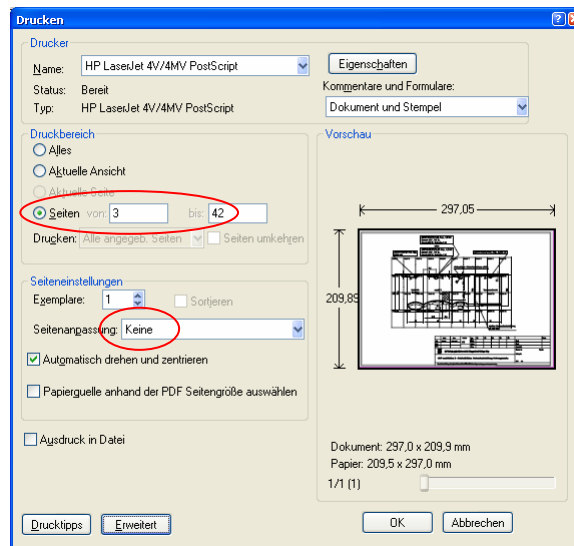 Drucken
Drucker
Name: HP LaserJet 4V/4MV PostScript Eigenschaften
Status: Bereit Kommentare und Formulare:
Typ: HP LaserJet 4V/4MV PostScript Dokument und Stempel
Druckbereich
Alles
Aktuelle Ansicht
Aktuelle Seite
Seiten von: 3 bis: 42
Drucken: Alle angegeb. Seiten Seiten umkehren
Seiteneinstellungen
Exemplare: 1 Sortieren
Seitenanpassung: Keine
Automatisch drehen und zentrieren
Papierquelle anhand der PDF Seitengröße auswählen
Ausdruck in Datei
Drucktipps Erweitert
Vorschau
297,05
209,89
Dokument: 297,0 x 209,9 mm
Papier: 209,5 x 297,0 mm
1/1 (1)
OK Abbrechen